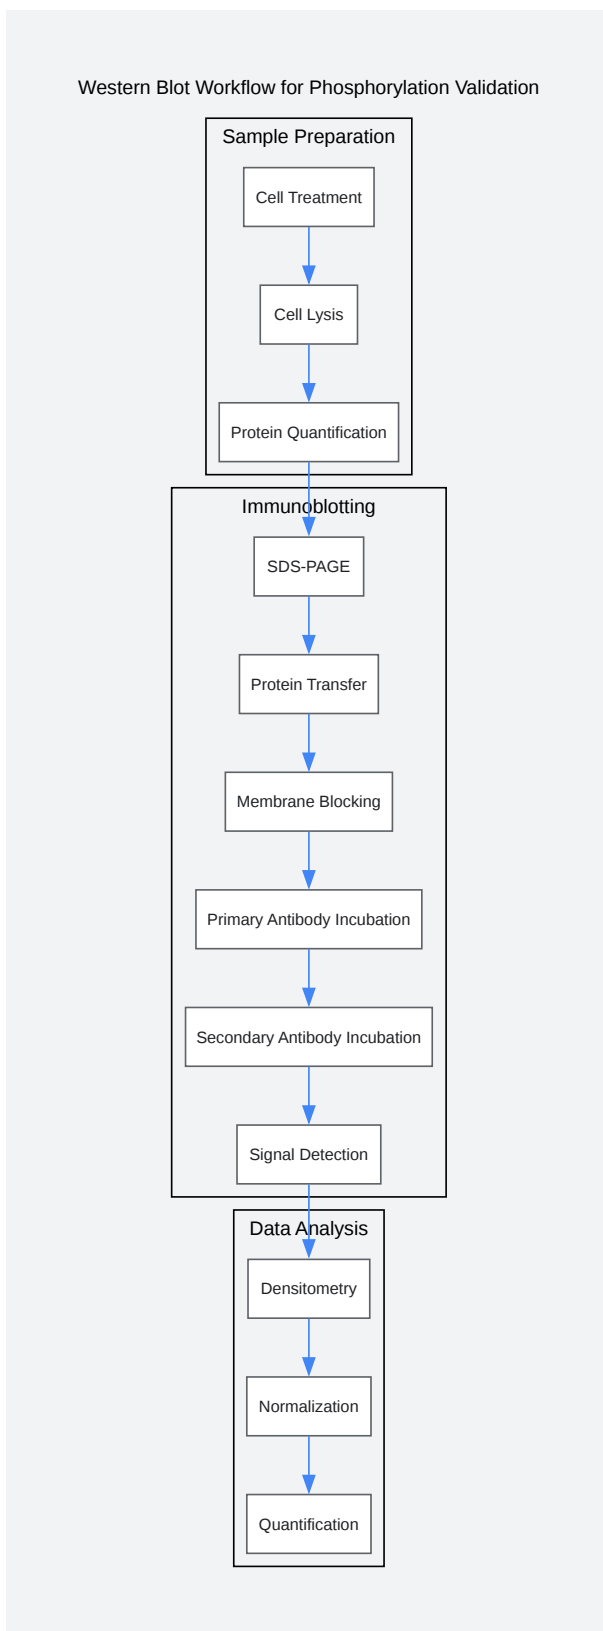 Western Blot Workflow for Phosphorylation Validation
Sample Preparation
Cell Treatment
Cell Lysis
Protein Quantification
Immunoblotting
SDS-PAGE
Protein Transfer
Membrane Blocking
Primary Antibody Incubation
Secondary Antibody Incubation
Signal Detection
Data Analysis
Densitometry
Normalization
Quantification